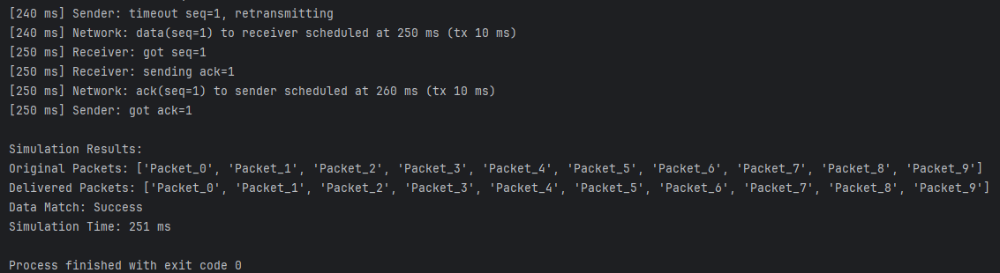 [240 ms] Sender: timeout seq=1, retransmitting
[240 ms] Network: data(seq=1) to receiver scheduled at 250 ms (tx 10 ms)
[250 ms] Receiver: got seq=1
[250 ms] Receiver: sending ack=1
[250 ms] Network: ack(seq=1) to sender scheduled at 260 ms (tx 10 ms)
[250 ms] Sender: got ack=1

Simulation Results:
Original Packets: ['Packet_0', 'Packet_1', 'Packet_2', 'Packet_3', 'Packet_4', 'Packet_5', 'Packet_6', 'Packet_7', 'Packet_8', 'Packet_9']
Delivered Packets: ['Packet_0', 'Packet_1', 'Packet_2', 'Packet_3', 'Packet_4', 'Packet_5', 'Packet_6', 'Packet_7', 'Packet_8', 'Packet_9']
Data Match: Success
Simulation Time: 251 ms

Process finished with exit code 0